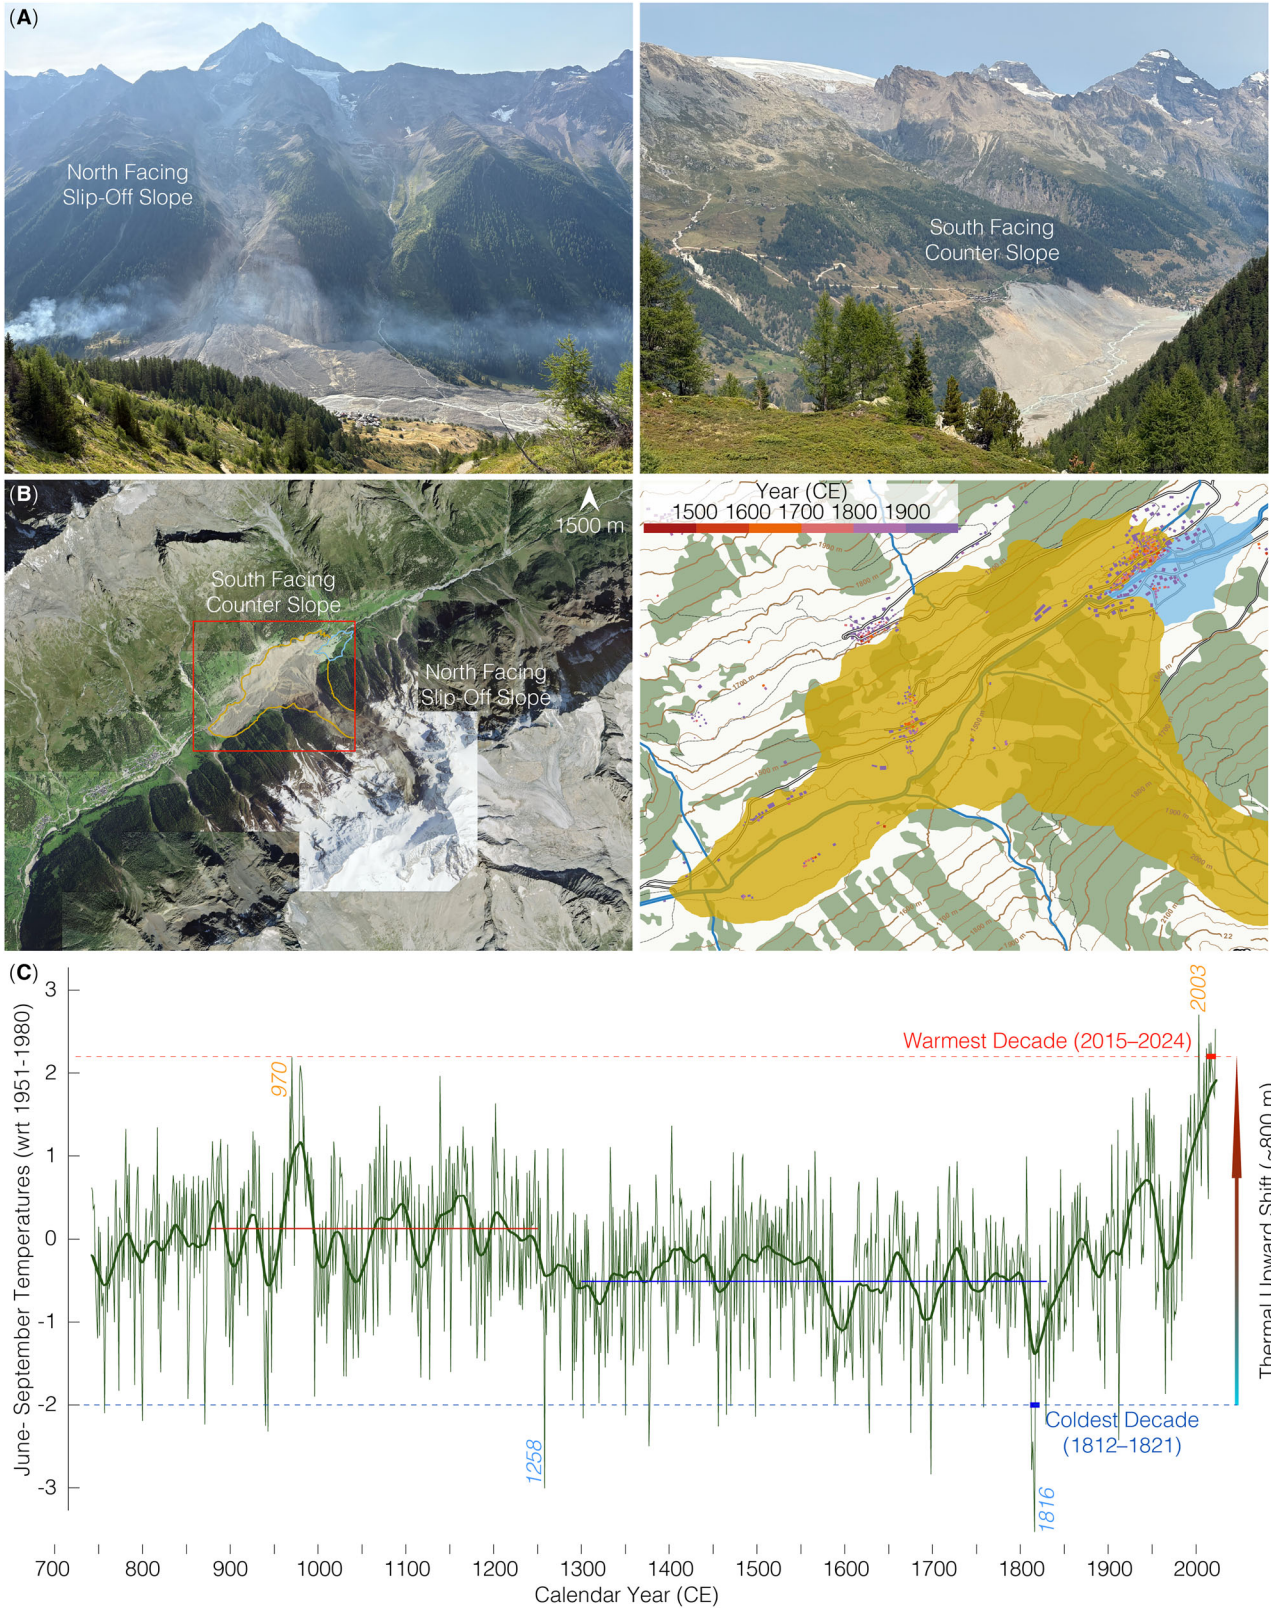 (A)
North Facing
Slip-Off Slope
South Facing
Counter Slope
(B)
1500 m
South Facing
Counter Slope
North Facing
Slip-Off Slope
Year (CE)
1500 1600 1700 1800 1900
(C)
June- September Temperatures (wrt 1951-1980)
3
2
1
0
-1
-2
-3
970
1258
1816
2003
Warmest Decade (2015–2024)
Coldest Decade
(1812–1821)
Thermal Upward Shift (~800 m)
700 800 900 1000 1100 1200 1300 1400 1500 1600 1700 1800 1900 2000
Calendar Year (CE)